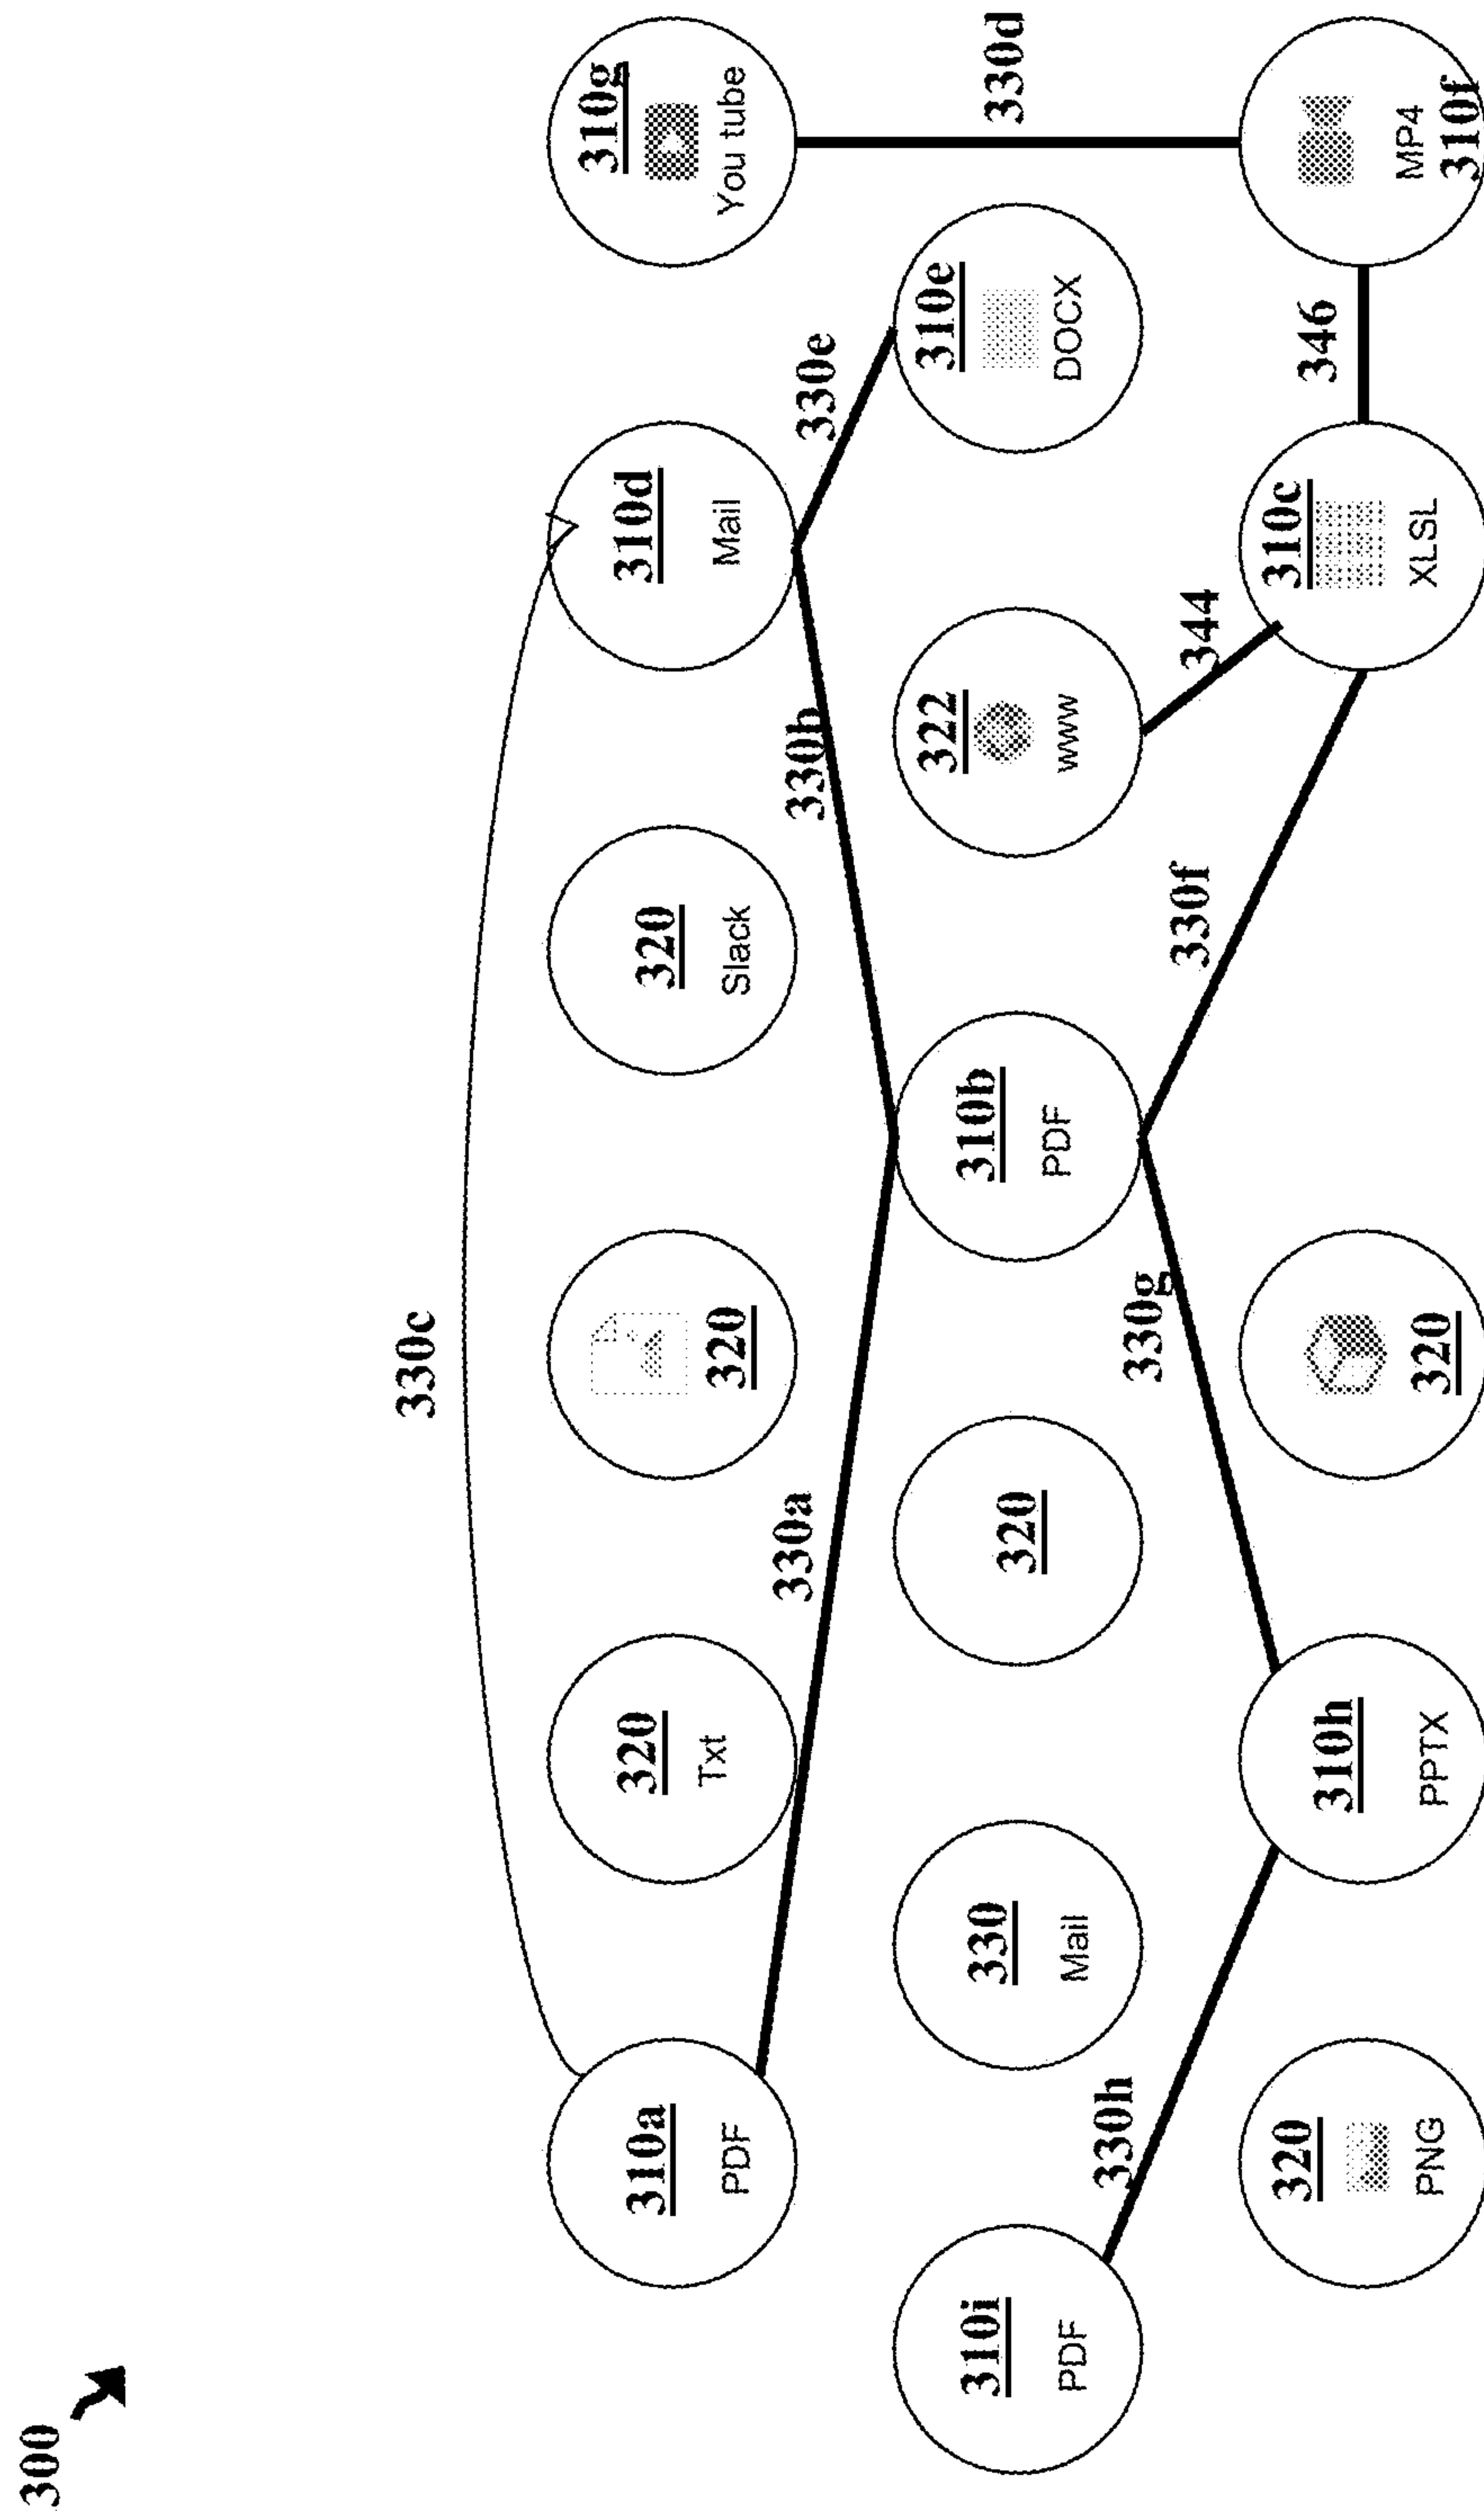 300
330c
310a
PDF
320
Txt
320
320
Slack
310d
Mail
310g
You tube
330a
330b
330e
330d
310i
PDF
330
Mail
320
310b
PDF
322
www
310e
DOCX
330h
330g
330f
344
346
320
PNG
310h
PPTX
320
310c
XLSL
MP4
310f